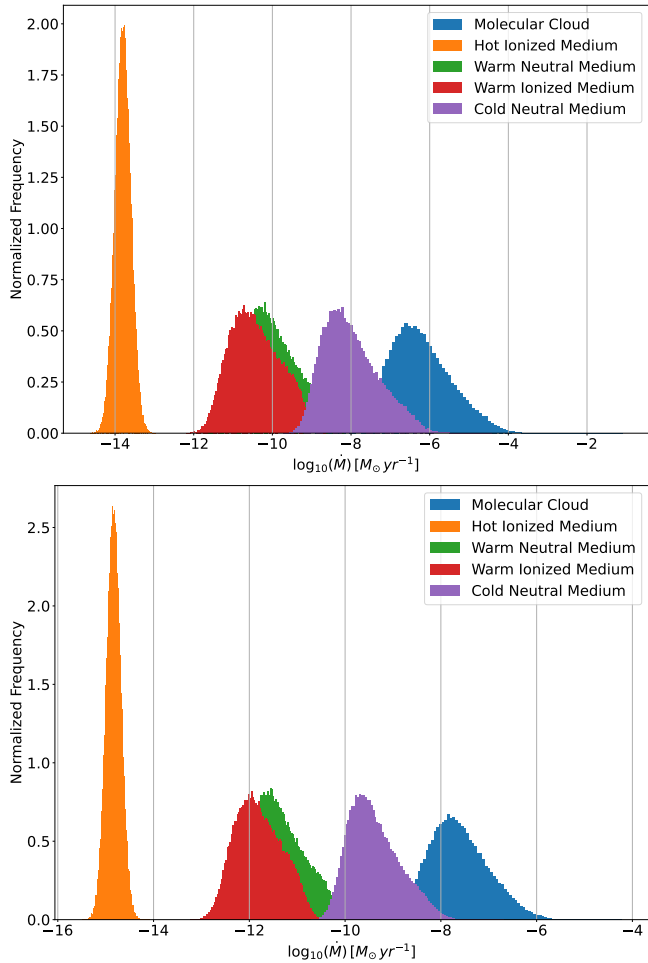 2.00
1.75
1.50
1.25
1.00
0.75
0.50
0.25
0.00
Normalized Frequency
Molecular Cloud
Hot Ionized Medium
Warm Neutral Medium
Warm Ionized Medium
Cold Neutral Medium
−14 −12 −10 −8 −6 −4 −2
log₁₀(Ṁ) [M⊙ yr⁻¹]
2.5
2.0
1.5
1.0
0.5
0.0
Normalized Frequency
Molecular Cloud
Hot Ionized Medium
Warm Neutral Medium
Warm Ionized Medium
Cold Neutral Medium
−16 −14 −12 −10 −8 −6 −4
log₁₀(Ṁ) [M⊙ yr⁻¹]